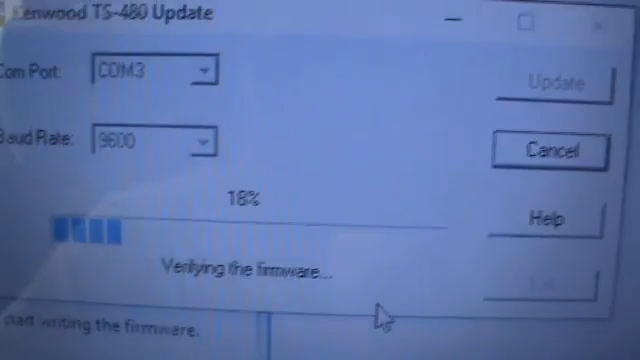 Kenwood TS-480 Update
Com Port:
COM3
Update
Baud Rate:
9600
Cancel
18%
Help
Verifying the firmware...
start writing the firmware.